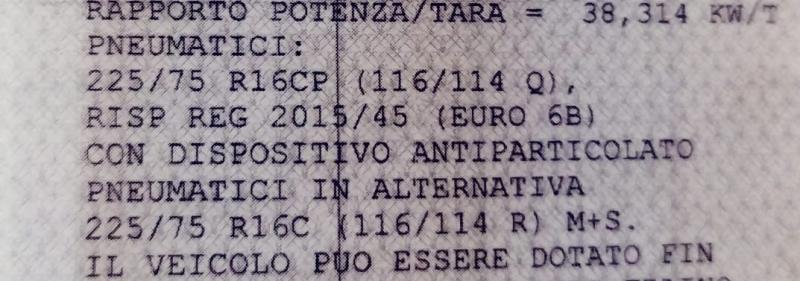 RAPPORTO POTENZA/TARA = 38,314 KW/T
PNEUMATICI:
225/75 R16CP (116/114 Q),
RISP REG 2015/45 (EURO 6B)
CON DISPOSITIVO ANTIPARTICOLATO
PNEUMATICI IN ALTERNATIVA
225/75 R16C (116/114 R) M+S.
IL VEICOLO PUO ESSERE DOTATO FIN